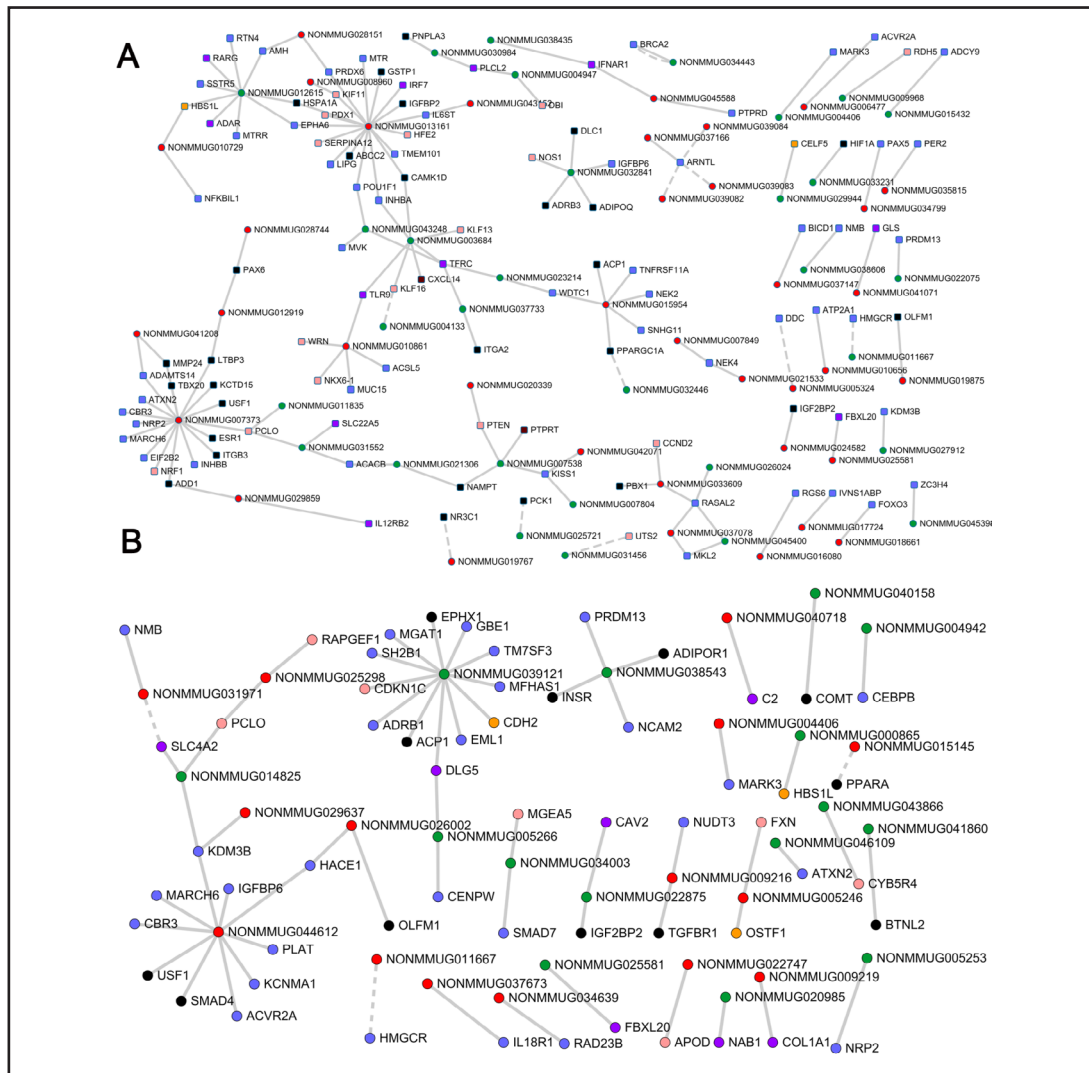 A
RTN4
AMH
NONMMUG028151
RARG
SSTR5
NONMMUG012615
HBS1L
HSPA1A
ADAR
MTRR
EPHA6
NONMMUG010729
NFKBIL1
PNPLA3
NONMMUG038435
NONMMUG030984
MTR
PRDX6
GSTP1
NONMMUG008960
PLCL2
IFNAR1
NONMMUG004947
KIF11
IRF7
IGFBP2
PDX1
IL6ST
NONMMUG013161
HFE2
SERPINA12
ABCC2
TMEM101
LIPG
CAMK1D
POU1F1
INHBA
BRCA2
NONMMUG034443
NONMMUG045588
PTPRD
NONMMUG039084
NONMMUG037166
ARNTL
NONMMUG039083
NONMMUG039082
DLC1
NOS1
IGFBP6
NONMMUG032841
ADRB3
ADIPOQ
ACVR2A
MARK3
RDH5
ADCY9
NONMMUG009968
NONMMUG006477
NONMMUG004406
NONMMUG015432
CELF5
HIF1A
PAX5
PER2
NONMMUG033231
NONMMUG035815
NONMMUG029944
NONMMUG034799
NONMMUG028744
NONMMUG043248
KLF13
NONMMUG003684
MVK
TFRC
PAX6
CXCL14
NONMMUG023214
KLF16
TLR9
WDTC1
NONMMUG012919
NONMMUG037733
NONMMUG004133
ACP1
TNFRSF11A
NEK2
NONMMUG015954
SNHG11
NONMMUG007849
PPARGC1A
NEK4
NONMMUG021533
NONMMUG032446
BICD1
NMB
GLS
PRDM13
NONMMUG038606
NONMMUG022075
NONMMUG037147
NONMMUG041071
DDC
ATP2A1
HMGCR
OLFM1
NONMMUG011667
NONMMUG010656
NONMMUG005324
NONMMUG019875
NONMMUG041208
MMP24
LTBP3
ADAMTS14
TBX20
KCTD15
ATXN2
CBR3
USF1
NRP2
NONMMUG007373
MARCH6
ESR1
PCLO
ITGB3
EIF2B2
INHBB
NRF1
ADD1
NONMMUG029859
IL12RB2
WRN
NONMMUG010861
ITGA2
ACSL5
NKX6-1
MUC15
NONMMUG020339
NONMMUG011835
SLC22A5
NONMMUG031552
ACACB
NONMMUG021306
PTEN
PTPRT
NONMMUG007538
NONMMUG042071
KISS1
NAMPT
NONMMUG007804
NR3C1
PCK1
NONMMUG025721
NONMMUG019767
NONMMUG031456
UTS2
CCND2
NONMMUG026024
PBX1
NONMMUG033609
RASAL2
NONMMUG037078
NONMMUG045400
MKL2
IGF2BP2
FBXL20
KDM3B
NONMMUG024582
NONMMUG027912
NONMMUG025581
RGS6
IVNS1ABP
ZC3H4
FOXO3
NONMMUG017724
NONMMUG018661
NONMMUG016080
B
NMB
RAPGEF1
NONMMUG031971
NONMMUG025298
PCLO
SLC4A2
NONMMUG014825
NONMMUG029637
NONMMUG026002
KDM3B
HACE1
MARCH6
IGFBP6
CBR3
NONMMUG044612
PLAT
USF1
KCNMA1
SMAD4
ACVR2A
OLFM1
EPHX1
MGAT1
GBE1
SH2B1
TM7SF3
NONMMUG039121
CDKN1C
MFHAS1
ADRB1
CDH2
ACP1
EML1
DLG5
NONMMUG005266
CENPW
PRDM13
ADIPOR1
NONMMUG038543
INSR
NCAM2
NONMMUG040158
NONMMUG040718
NONMMUG004942
C2
COMT
CEBPB
NONMMUG004406
NONMMUG000865
NONMMUG015145
MARK3
HBS1L
PPARA
NONMMUG043866
MGEA5
CAV2
NUDT3
FXN
NONMMUG041860
NONMMUG046109
NONMMUG034003
NONMMUG009216
ATXN2
CYB5R4
NONMMUG022875
NONMMUG005246
SMAD7
IGF2BP2
TGFBR1
OSTF1
BTNL2
NONMMUG011667
NONMMUG025581
NONMMUG022747
NONMMUG005253
NONMMUG037673
NONMMUG009219
NONMMUG034639
NONMMUG020985
HMGCR
IL18R1
RAD23B
FBXL20
APOD
NAB1
COL1A1
NRP2